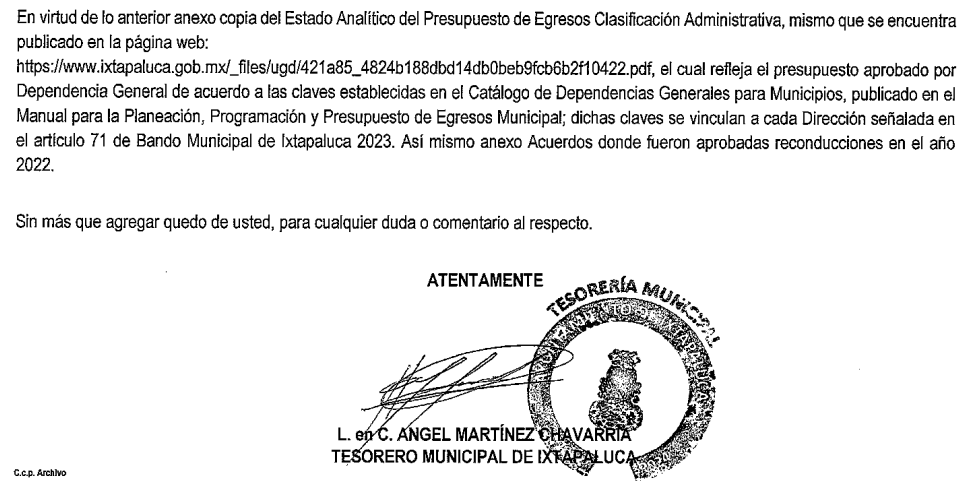 En virtud de lo anterior anexo copia del Estado Analítico del Presupuesto de Egresos Clasificación Administrativa, mismo que se encuentra
publicado en la página web:
https://www.ixtapaluca.gob.mx/_files/ugd/421a85_4824b188dbd14db0beb9fcb6b2f10422.pdf, el cual refleja el presupuesto aprobado por
Dependencia General de acuerdo a las claves establecidas en el Catálogo de Dependencias Generales para Municipios, publicado en el
Manual para la Planeación, Programación y Presupuesto de Egresos Municipal; dichas claves se vinculan a cada Dirección señalada en
el artículo 71 de Bando Municipal de Ixtapaluca 2023. Así mismo anexo Acuerdos donde fueron aprobadas reconducciones en el año
2022.
Sin más que agregar quedo de usted, para cualquier duda o comentario al respecto.
ATENTAMENTE
TESORERÍA MUNICIPAL
L. en C. ANGEL MARTÍNEZ CHAVARRIA
TESORERO MUNICIPAL DE IXTAPALUCA
C.c.p. Archivo